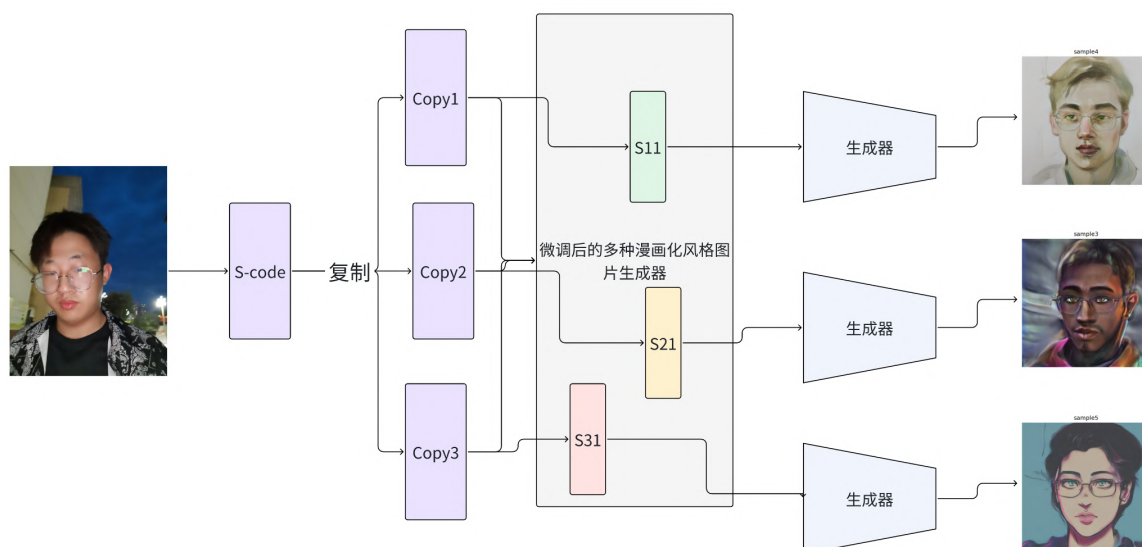 sample4
Copy1
S11
生成器
sample3
S-code
复制
Copy2
微调后的多种漫画化风格图
片生成器
S21
生成器
sample5
Copy3
S31
生成器